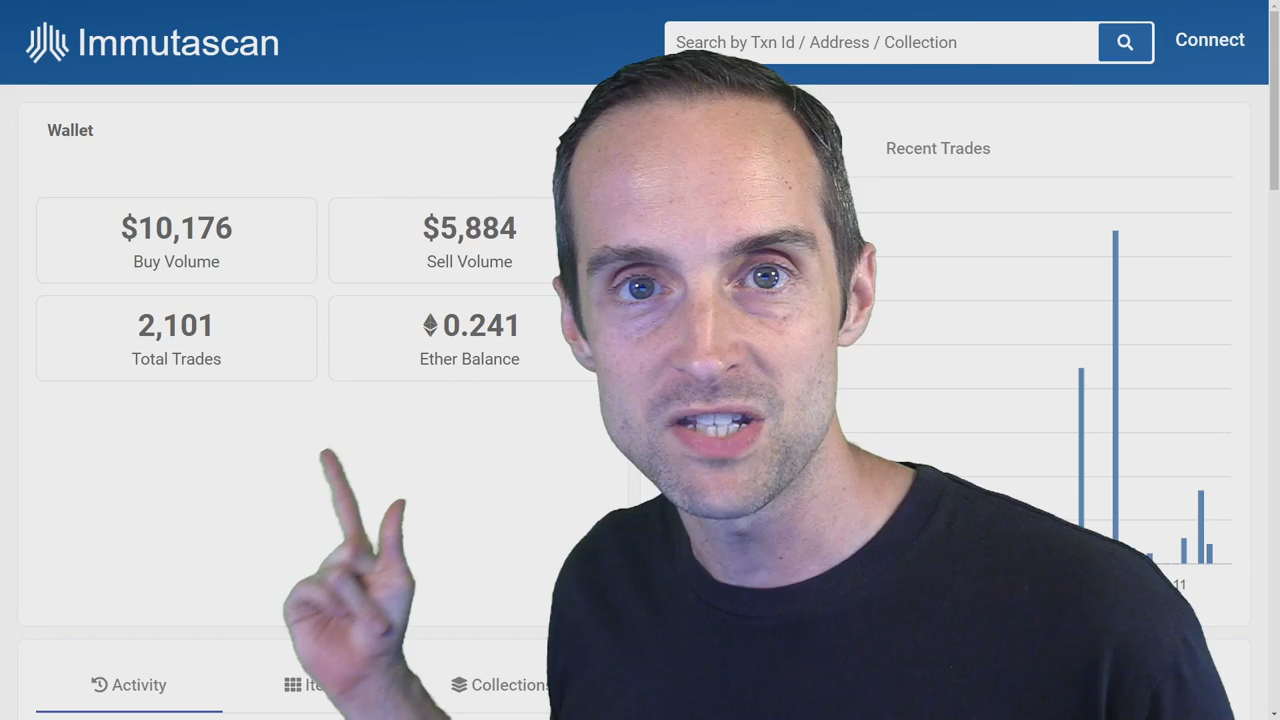 Immutascan
Search by Txn Id / Address / Collection
Connect
Wallet
Recent Trades
$10,176
Buy Volume
$5,884
Sell Volume
2,101
Total Trades
0.241
Ether Balance
11
Activity
Ite
Collections